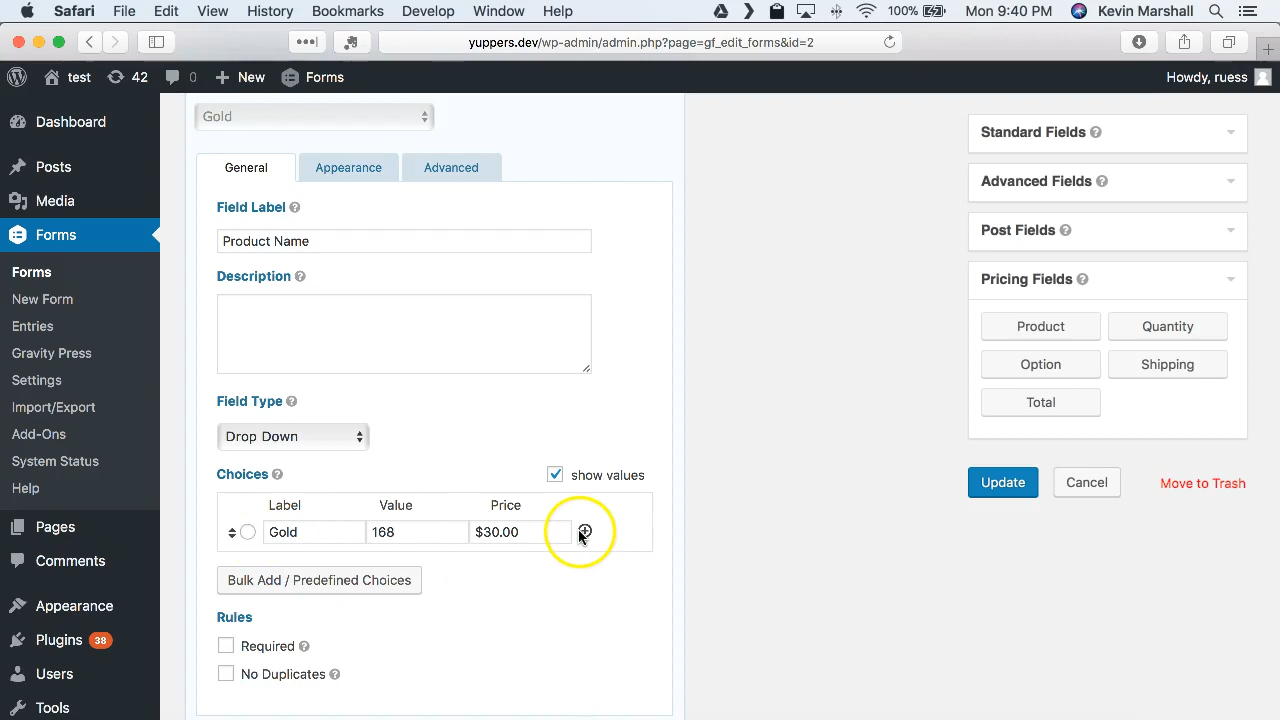 Safari File Edit View History Bookmarks Develop Window Help 100% Mon 9:40 PM Kevin Marshall
yuppers.dev/wp-admin/admin.php?page=gf_edit_forms&id=2
test 42 0 New Forms Howdy, ruess
Dashboard
Posts
Media
Forms
Forms
New Form
Entries
Gravity Press
Settings
Import/Export
Add-Ons
System Status
Help
Pages
Comments
Appearance
Plugins 38
Users
Tools
Gold
General Appearance Advanced
Field Label
Product Name
Description
Field Type
Drop Down
Choices show values
Label Value Price
Gold 168 $30.00
Bulk Add / Predefined Choices
Rules
Required
No Duplicates
Standard Fields
Advanced Fields
Post Fields
Pricing Fields
Product Quantity
Option Shipping
Total
Update Cancel Move to Trash